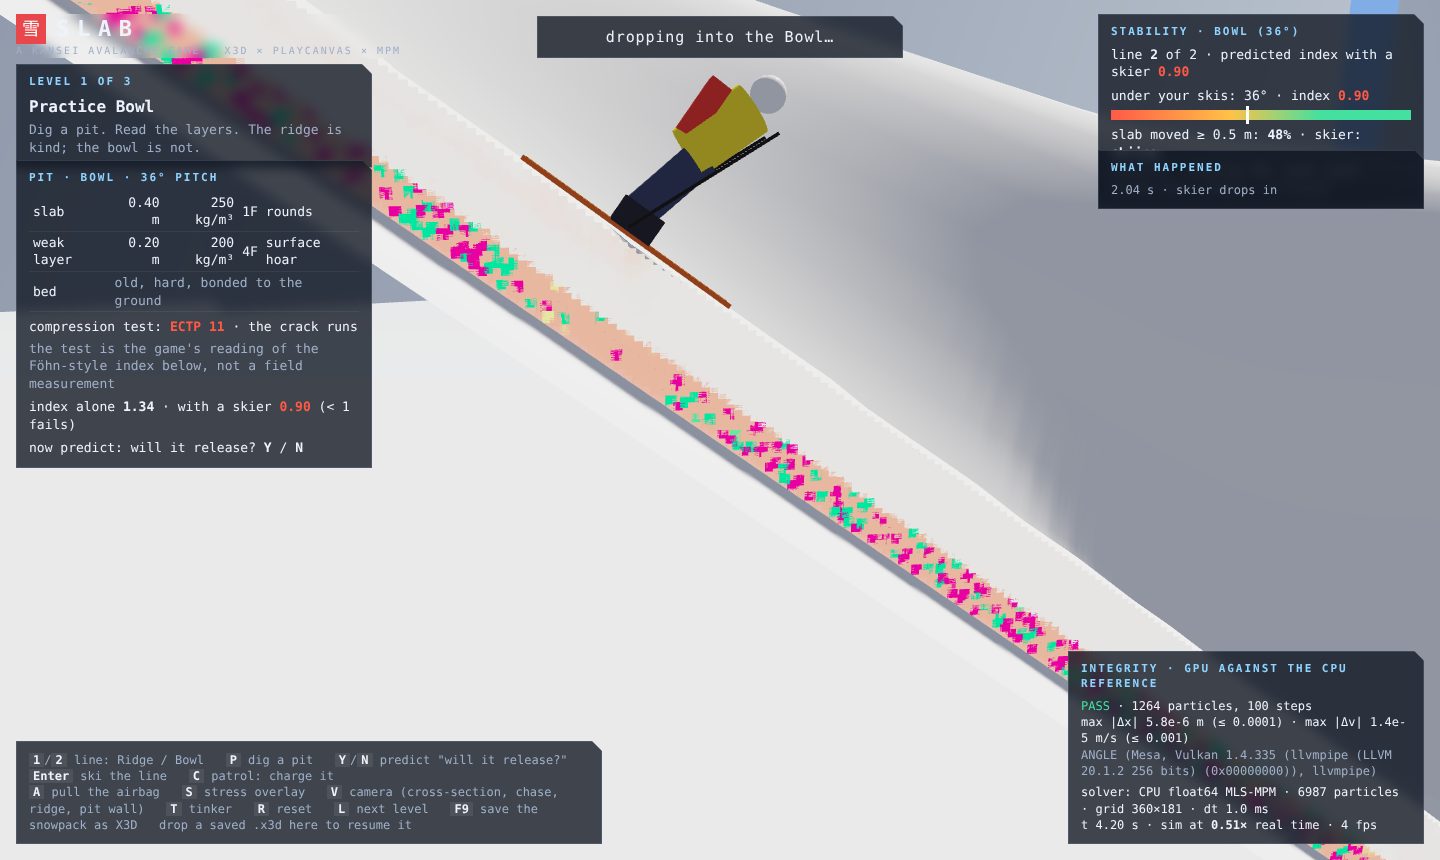 雪 SLAB
X3D × PLAYCANVAS × MPM
LEVEL 1 OF 3
Practice Bowl
Dig a pit. Read the layers. The ridge is
kind; the bowl is not.
PIT · BOWL · 36° PITCH
slab 0.40 m 250 kg/m³ 1F rounds
weak layer 0.20 m 200 kg/m³ 4F surface hoar
bed old, hard, bonded to the ground
compression test: ECTP 11 · the crack runs
the test is the game's reading of the
Föhn-style index below, not a field
measurement
index alone 1.34 · with a skier 0.90 (< 1
fails)
now predict: will it release? Y / N
dropping into the Bowl…
STABILITY · BOWL (36°)
line 2 of 2 · predicted index with a
skier 0.90
under your skis: 36° · index 0.90
slab moved ≥ 0.5 m: 48% · skier:
WHAT HAPPENED
2.04 s · skier drops in
1/2 line: Ridge / Bowl P dig a pit Y/N predict "will it release?"
Enter ski the line C patrol: charge it
A pull the airbag S stress overlay V camera (cross-section, chase,
ridge, pit wall) T tinker R reset L next level F9 save the
snowpack as X3D drop a saved .x3d here to resume it
INTEGRITY · GPU AGAINST THE CPU
REFERENCE
PASS · 1264 particles, 100 steps
max |Δx| 5.8e-6 m (≤ 0.0001) · max |Δv| 1.4e-
5 m/s (≤ 0.001)
ANGLE (Mesa, Vulkan 1.4.335 (llvmpipe (LLVM
20.1.2 256 bits) (0x00000000)), llvmpipe)
solver: CPU float64 MLS-MPM · 6987 particles
· grid 360×181 · dt 1.0 ms
t 4.20 s · sim at 0.51× real time · 4 fps